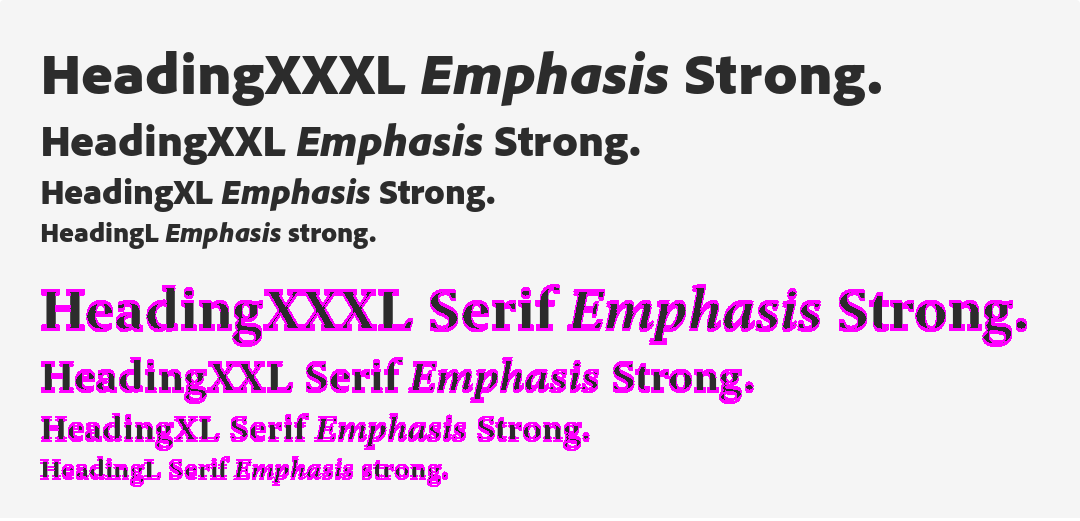 HeadingXXXL Emphasis Strong.
HeadingXXL Emphasis Strong.
HeadingXL Emphasis Strong.
HeadingL Emphasis strong.
HeadingXXXL Serif Emphasis Strong.
HeadingXXL Serif Emphasis Strong.
HeadingXL Serif Emphasis Strong.
HeadingL Serif Emphasis strong.